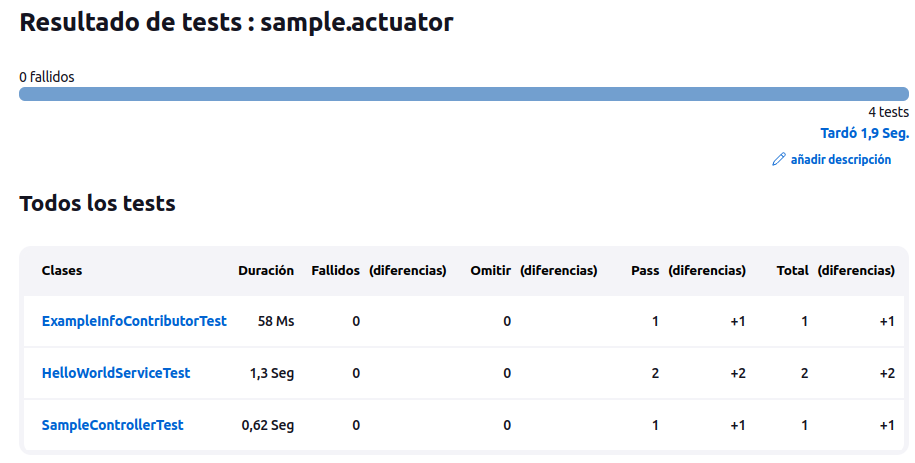 Resultado de tests : sample.actuator
0 fallidos
4 tests
Tardó 1,9 Seg.
añadir descripción
Todos los tests
Clases Duración Fallidos (diferencias) Omitir (diferencias) Pass (diferencias) Total (diferencias)
ExampleInfoContributorTest 58 Ms 0 0 1 +1 1 +1
HelloWorldServiceTest 1,3 Seg 0 0 2 +2 2 +2
SampleControllerTest 0,62 Seg 0 0 1 +1 1 +1